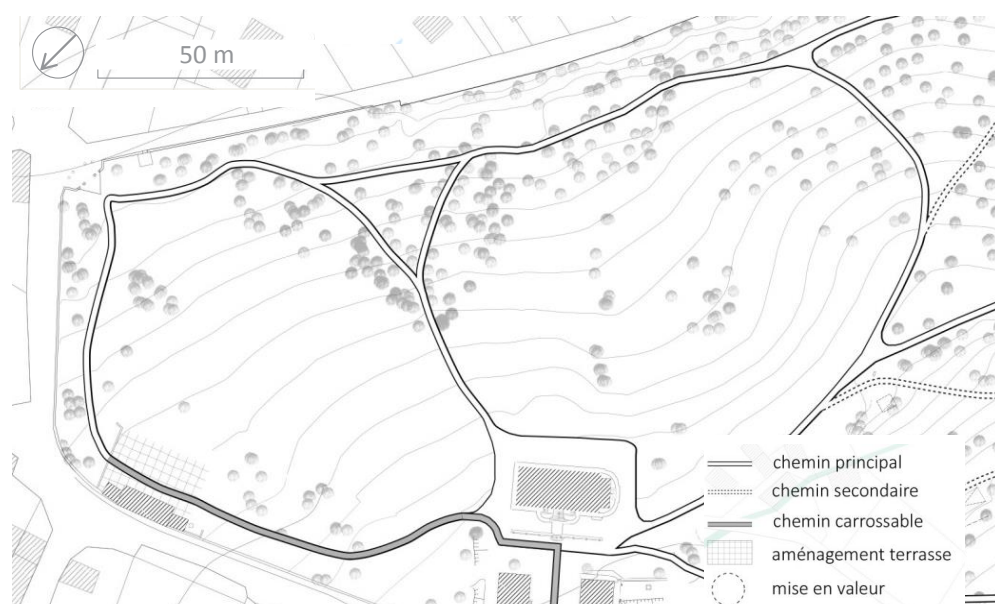 50 m
chemin principal
chemin secondaire
chemin carrossable
aménagement terrasse
mise en valeur